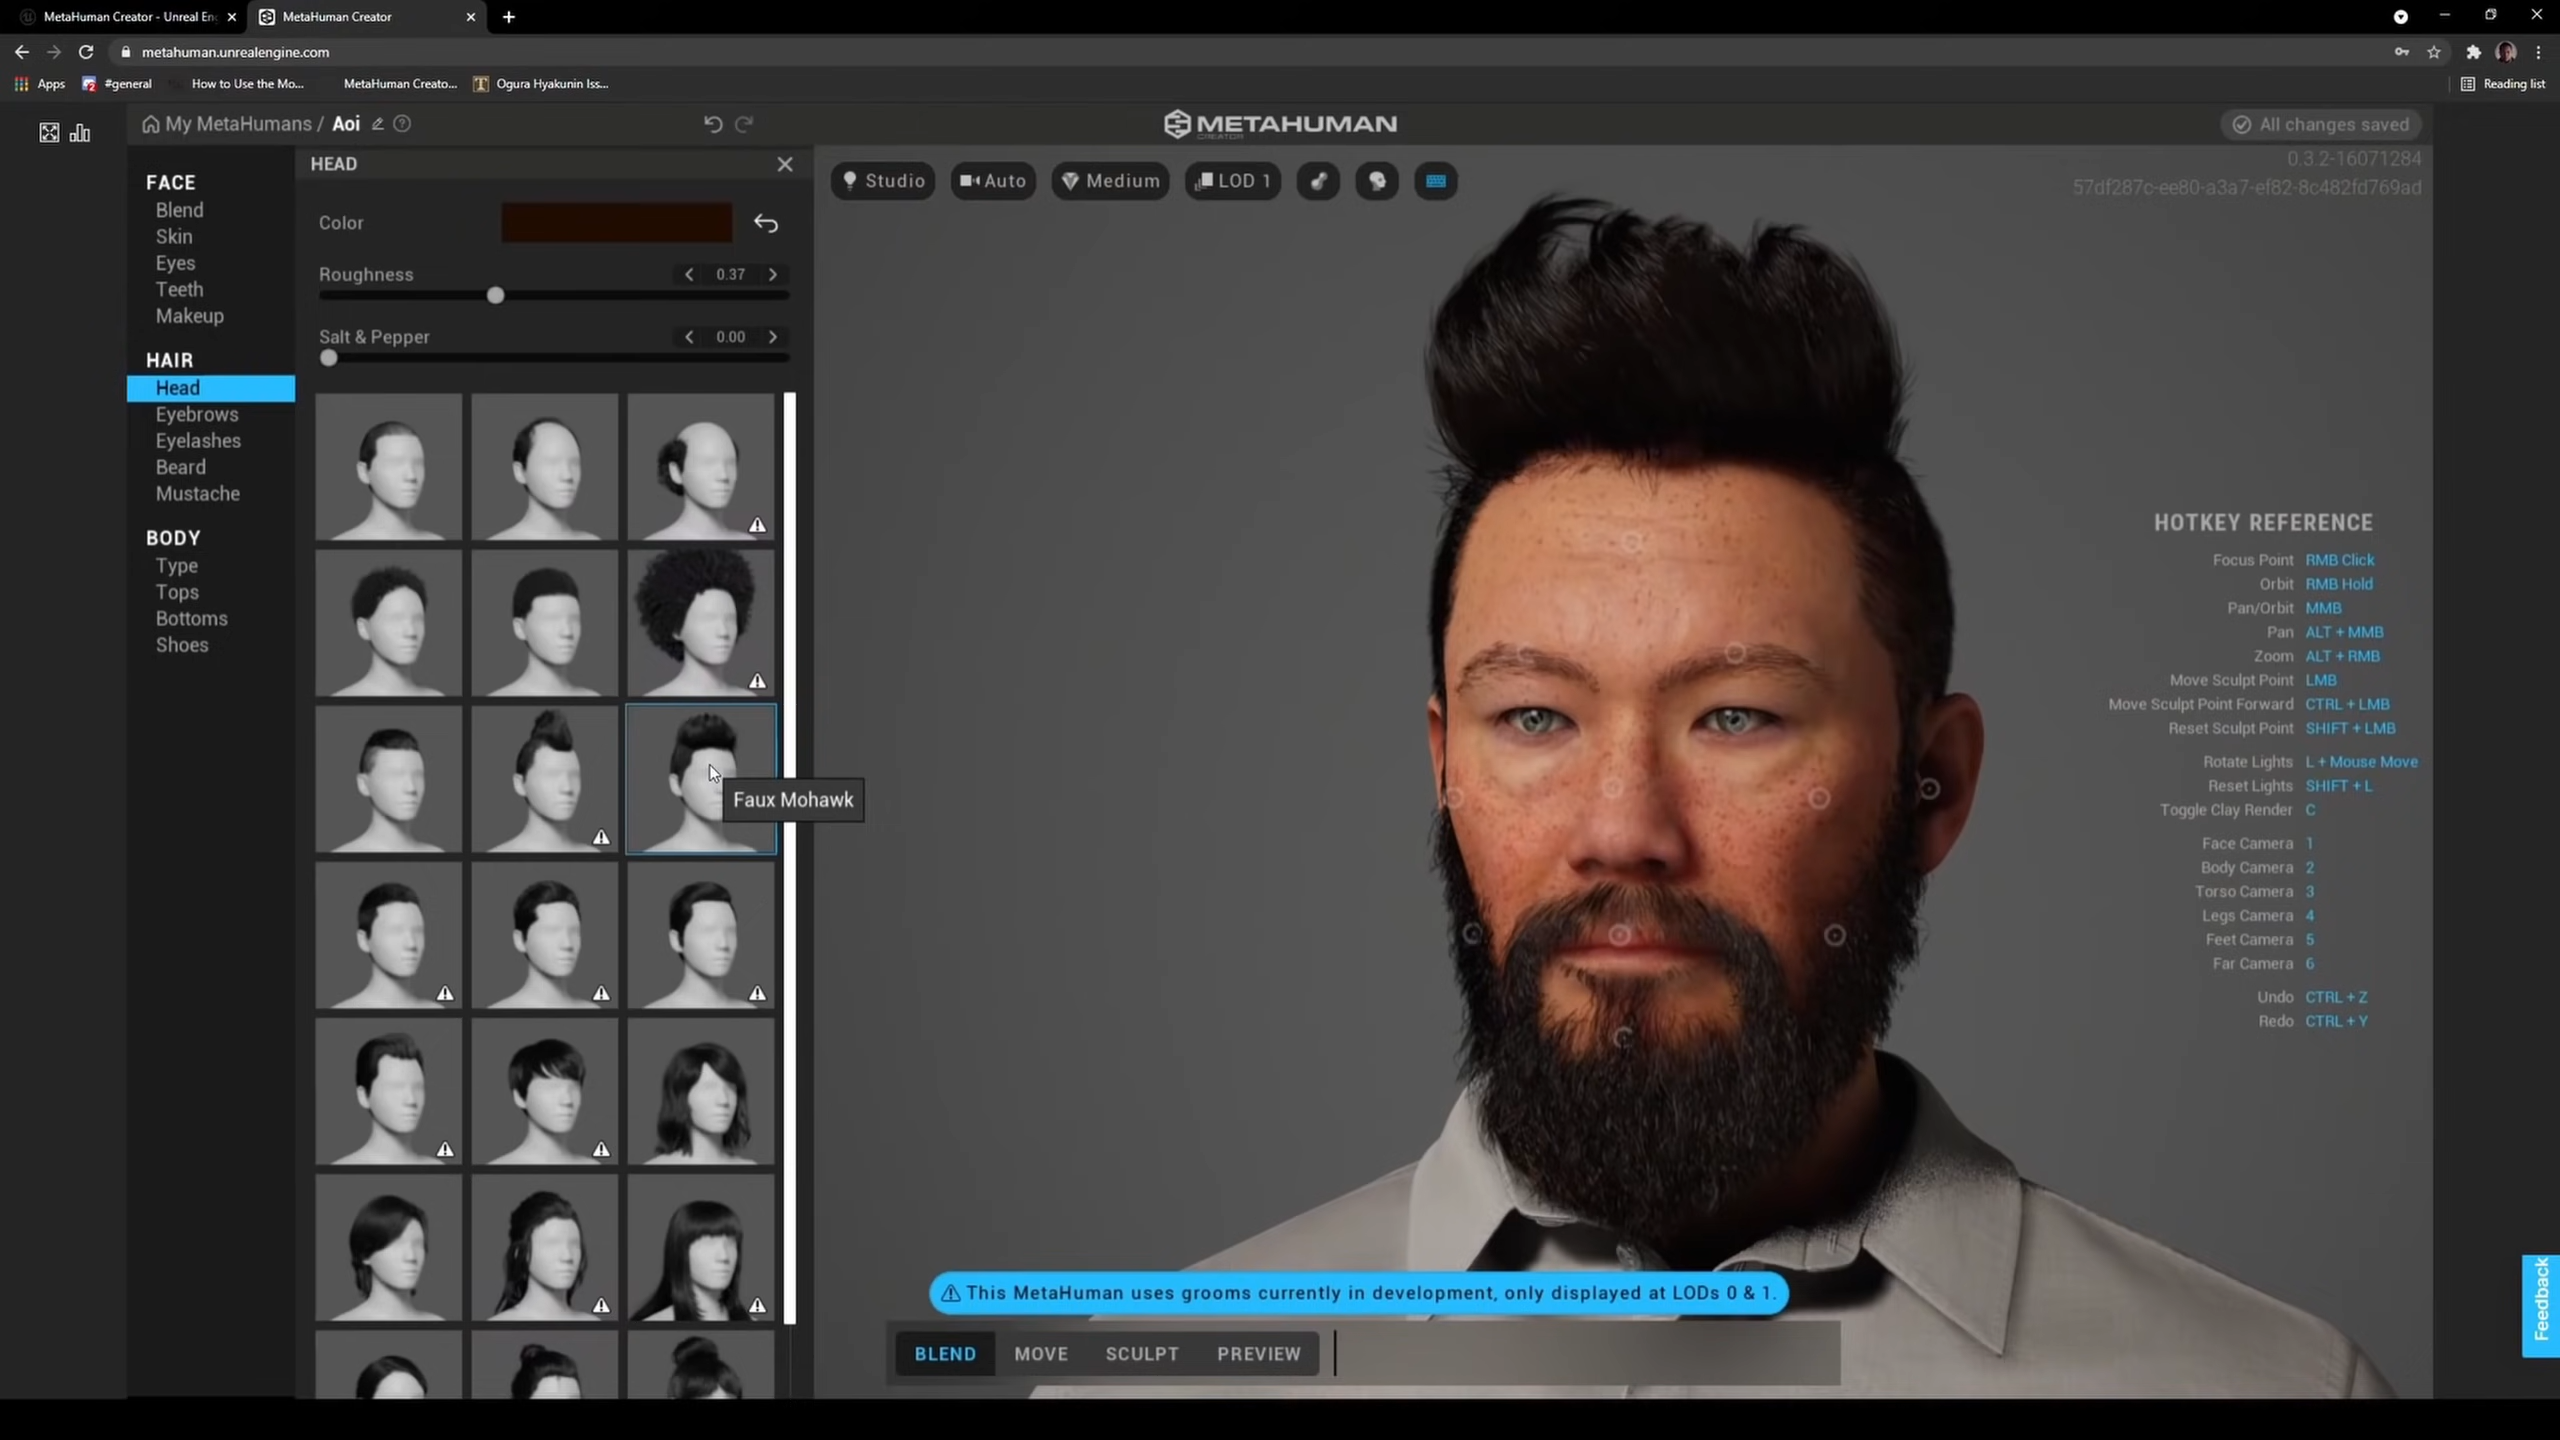 MetaHuman Creator - Unreal En
MetaHuman Creator
metahuman.unrealengine.com
Apps
#general
How to Use the Mo...
MetaHuman Creato...
Ogura Hyakunin Iss...
Reading list
My MetaHumans / Aoi
METAHUMAN
CREATOR
All changes saved
0.3.2-16071284
57df287c-ee80-a3a7-ef82-8c482fd769ad
FACE
Blend
Skin
Eyes
Teeth
Makeup
HAIR
Head
Eyebrows
Eyelashes
Beard
Mustache
BODY
Type
Tops
Bottoms
Shoes
HEAD
Color
Roughness
0.37
Salt & Pepper
0.00
Faux Mohawk
Studio
Auto
Medium
LOD 1
HOTKEY REFERENCE
Focus Point RMB Click
Orbit RMB Hold
Pan/Orbit MMB
Pan ALT + MMB
Zoom ALT + RMB
Move Sculpt Point LMB
Move Sculpt Point Forward CTRL + LMB
Reset Sculpt Point SHIFT + LMB
Rotate Lights L + Mouse Move
Reset Lights SHIFT + L
Toggle Clay Render C
Face Camera 1
Body Camera 2
Torso Camera 3
Legs Camera 4
Feet Camera 5
Far Camera 6
Undo CTRL + Z
Redo CTRL + Y
This MetaHuman uses grooms currently in development, only displayed at LODs 0 & 1.
BLEND
MOVE
SCULPT
PREVIEW
Feedback